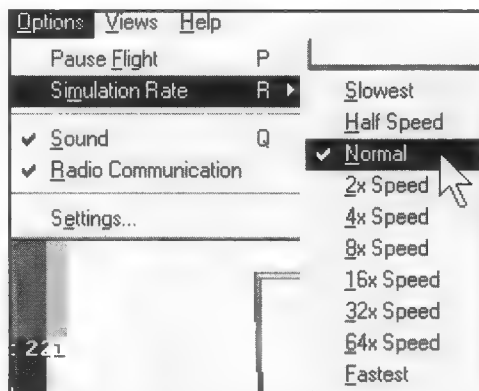 Options Views Help
Pause Flight P
Simulation Rate R
Sound Q
Radio Communication
Settings...
Slowest
Half Speed
Normal
2x Speed
4x Speed
8x Speed
16x Speed
32x Speed
64x Speed
Fastest